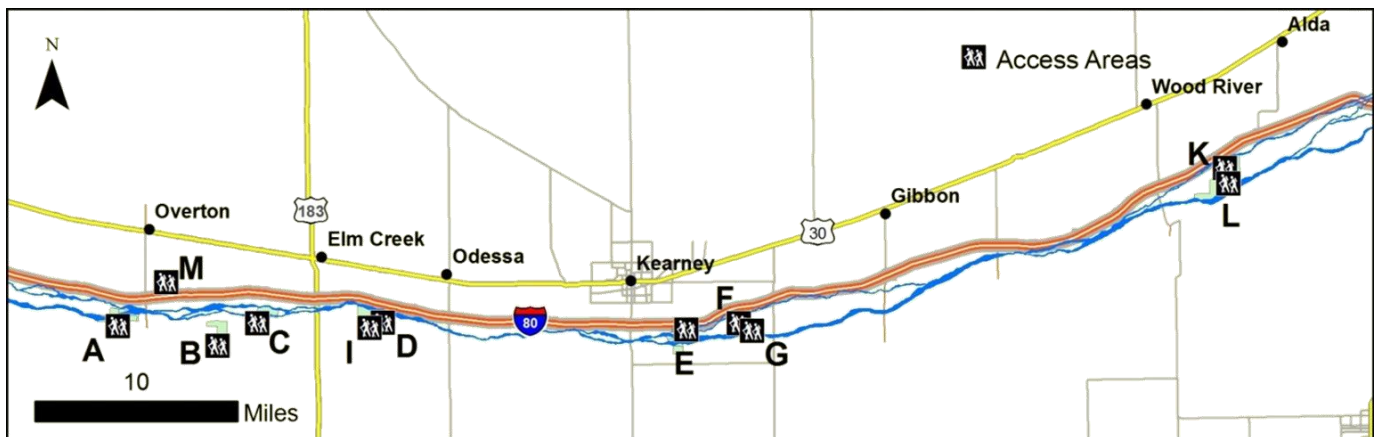 N
Alda
Access Areas
Wood River
K
Gibbon
L
Overton
183
30
Elm Creek
Odessa
Kearney
M
F
80
A
B
C
I
D
E
G
10
Miles